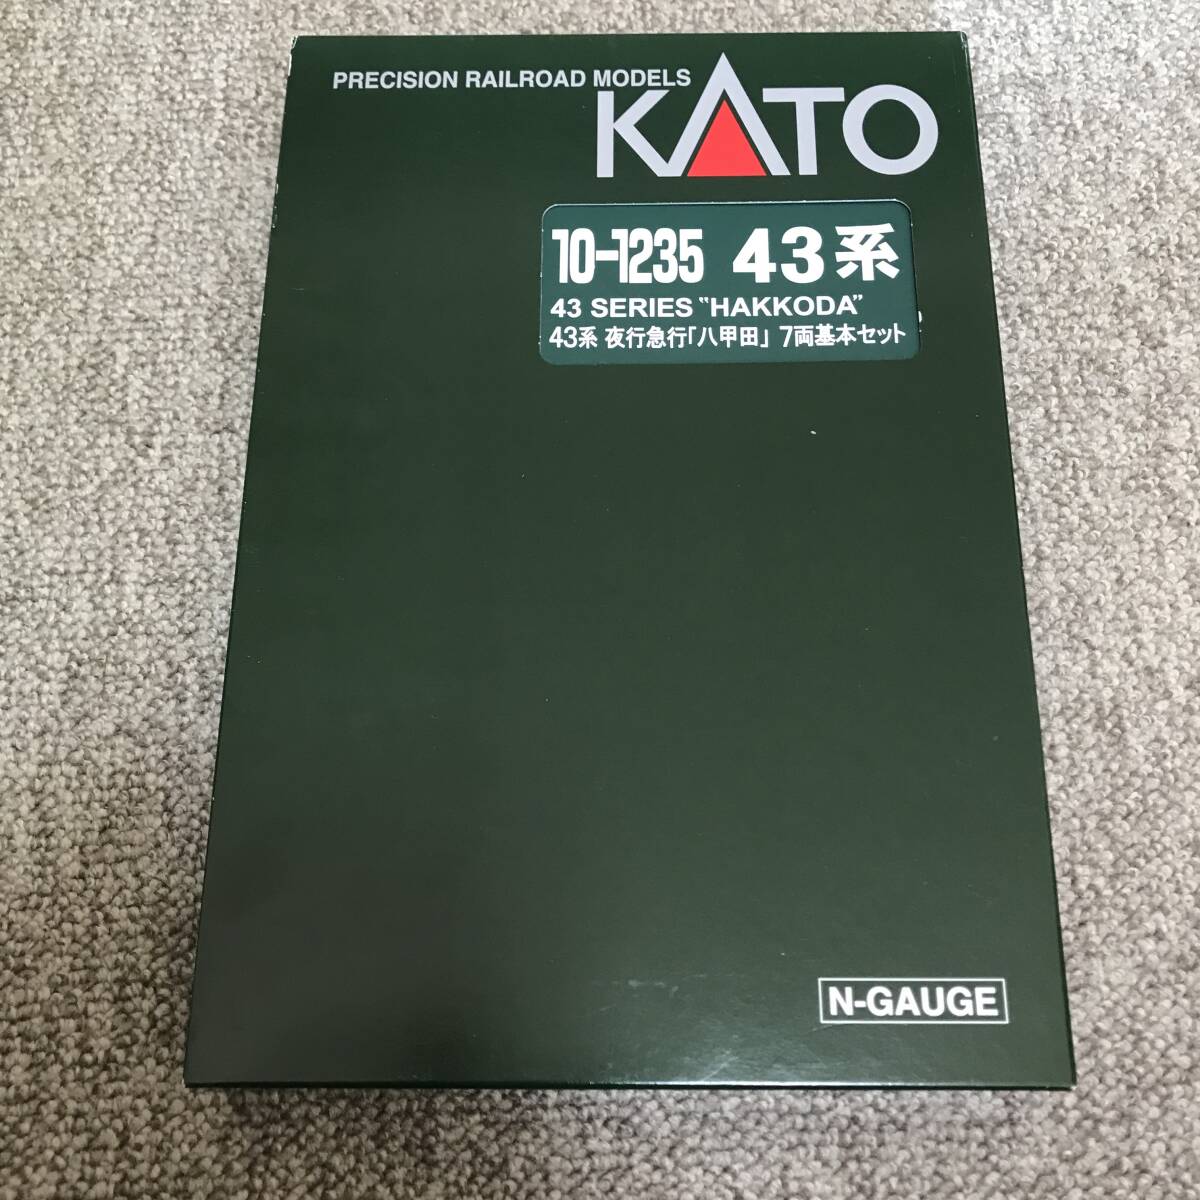 PRECISION RAILROAD MODELS
KATO
10-1235 43系
43 SERIES "HAKKODA"
43系 夜行急行「八甲田」 7両基本セット
N-GAUGE